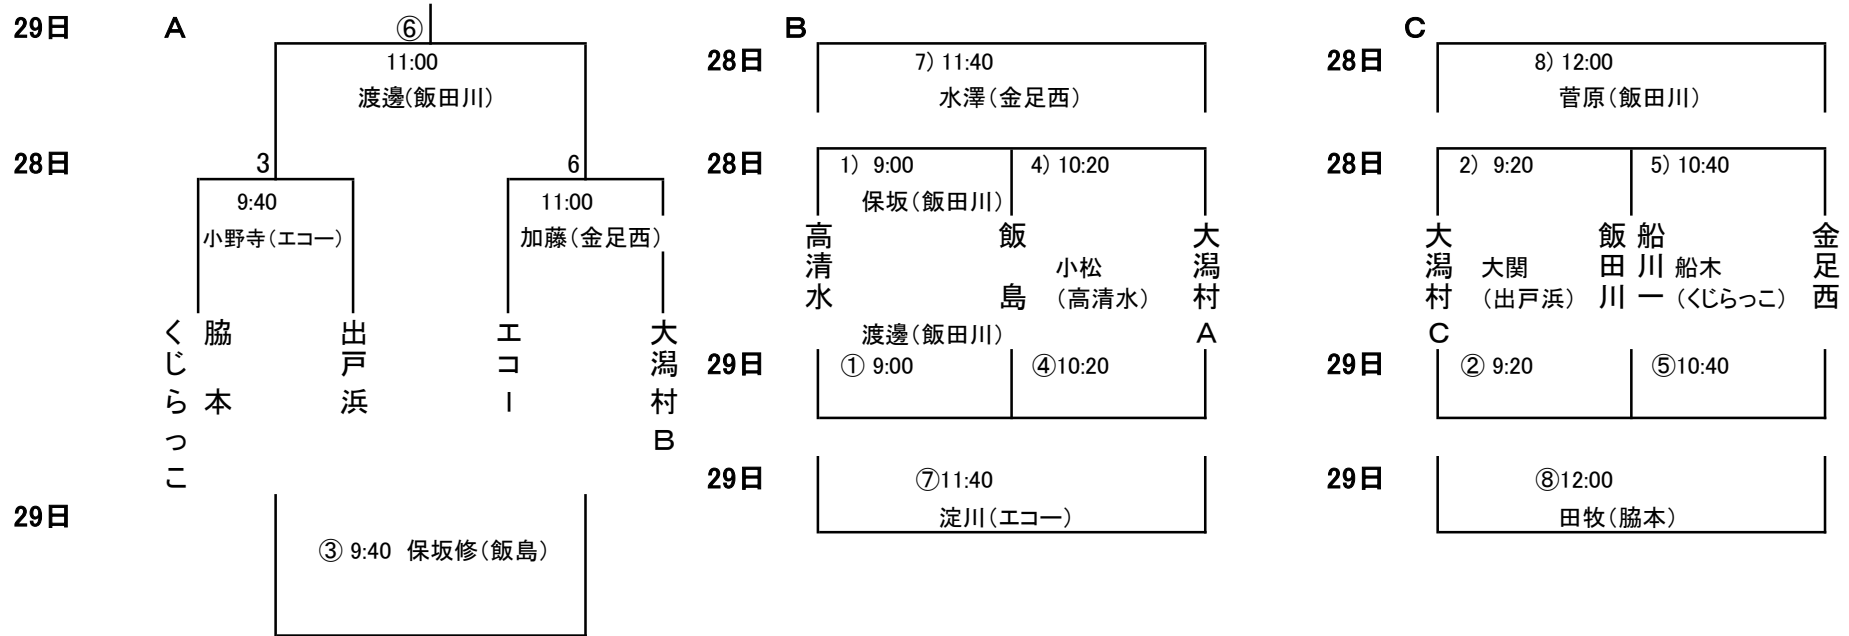 29日 A
⑥
11:00
渡邊(飯田川)
28日
3
9:40
小野寺(エコー)
6
11:00
加藤(金足西)
くじらっこ
脇本
出戸浜
エコー
大潟村B
29日
③ 9:40 保坂修(飯島)
B
28日
7) 11:40
水澤(金足西)
28日
1) 9:00
保坂(飯田川)
4) 10:20
高清水
飯島
小松
(高清水)
大潟村A
渡邊(飯田川)
29日
① 9:00
④10:20
29日
⑦11:40
淀川(エコー)
C
28日
8) 12:00
菅原(飯田川)
28日
2) 9:20
5) 10:40
大潟村C
大関
(出戸浜)
飯田川
船川一
船木
(くじらっこ)
金足西
29日
② 9:20
⑤10:40
29日
⑧12:00
田牧(脇本)